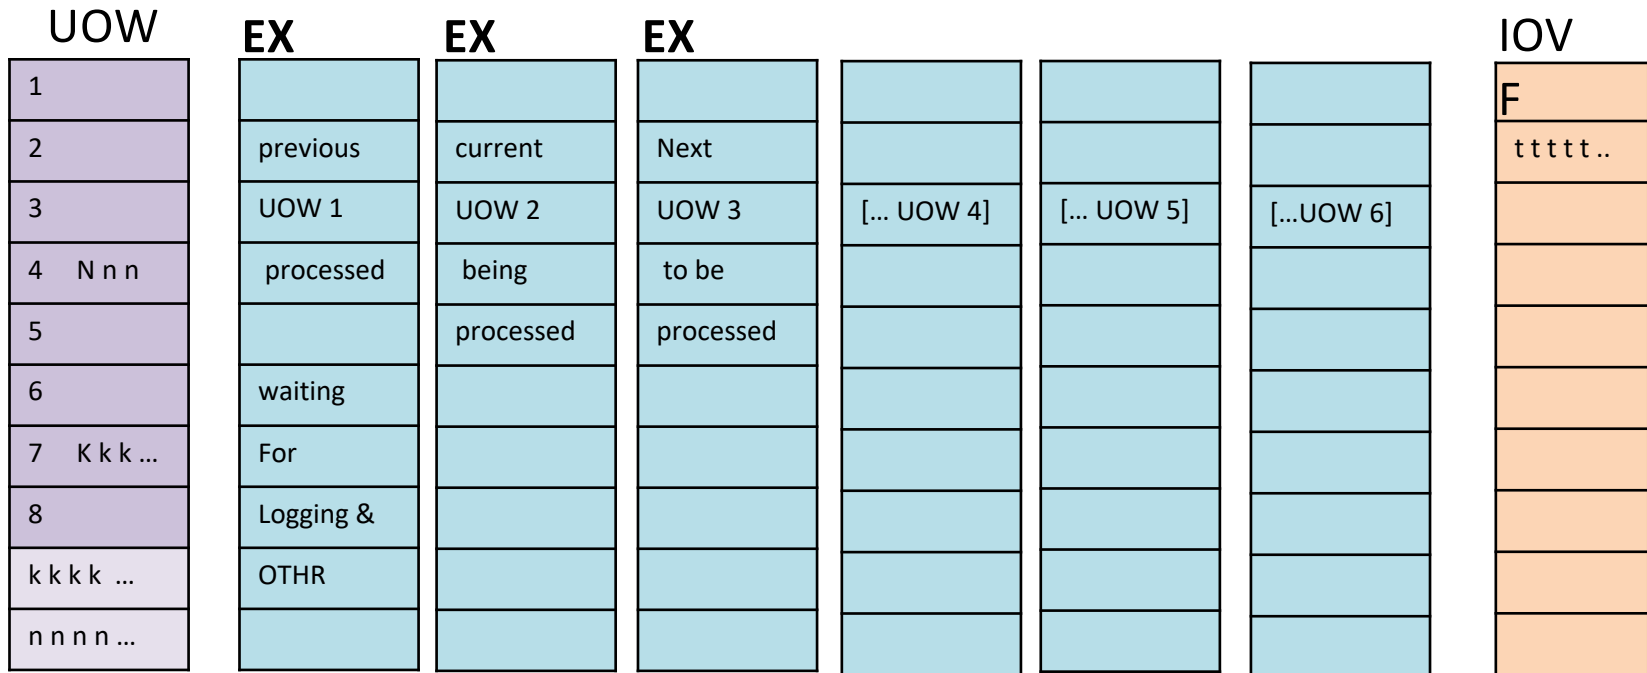 UOW
EX
EX
EX
IOV
F
1
2
previous
current
Next
t t t t t ..
3
UOW 1
UOW 2
UOW 3
[... UOW 4]
[... UOW 5]
[...UOW 6]
4 N n n
processed
being
to be
5
processed
processed
6
waiting
7 K k k ...
For
8
Logging &
k k k k ...
OTHR
n n n n ...